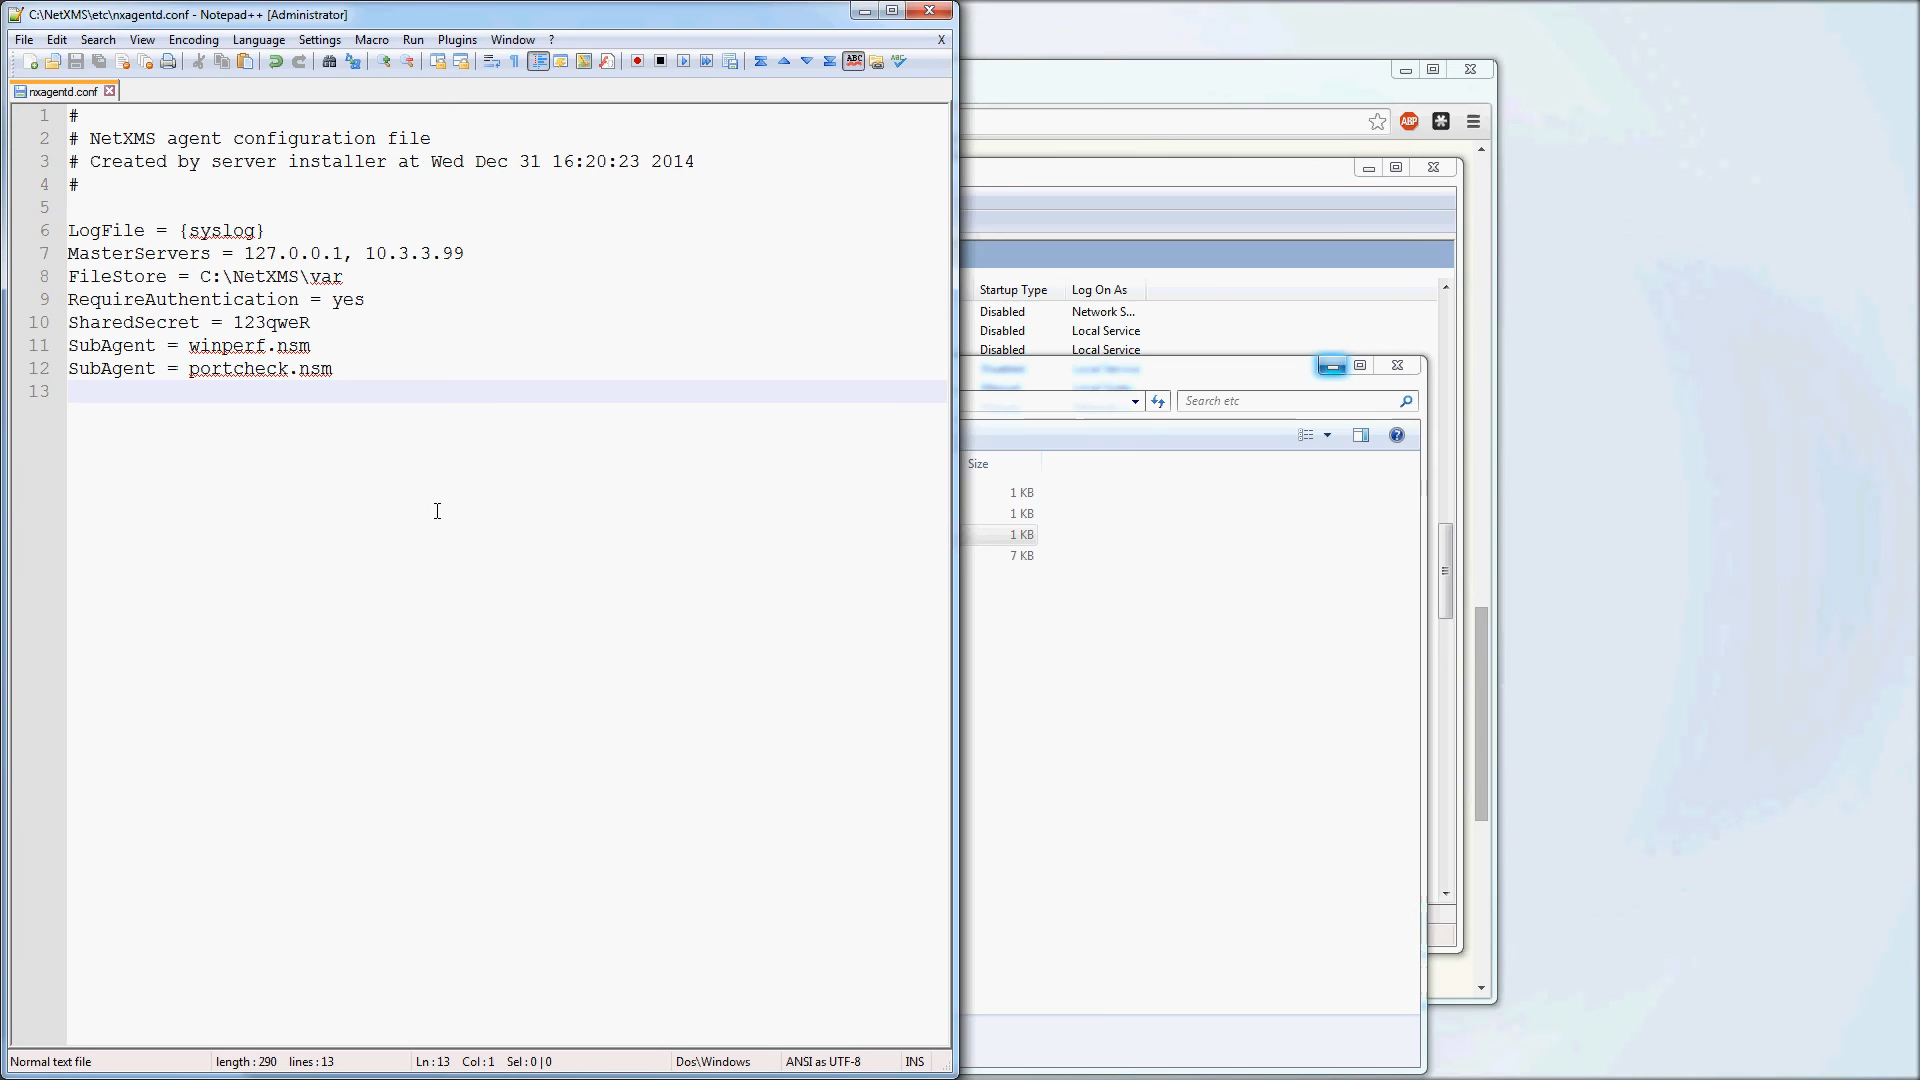 C:\NetXMS\etc\nxagentd.conf - Notepad++ [Administrator]
File Edit Search View Encoding Language Settings Macro Run Plugins Window ? X
ABC ABC
ABP
nxagentd.conf
1 #
2 # NetXMS agent configuration file
3 # Created by server installer at Wed Dec 31 16:20:23 2014
4 #
5
6 LogFile = {syslog}
7 MasterServers = 127.0.0.1, 10.3.3.99
8 FileStore = C:\NetXMS\var
9 RequireAuthentication = yes
10 SharedSecret = 123qweR
11 SubAgent = winperf.nsm
12 SubAgent = portcheck.nsm
13
Startup Type Log On As
Disabled Network S...
Disabled Local Service
Disabled Local Service
Disabled Local Service
Search etc
Size
1 KB
1 KB
1 KB
7 KB
Normal text file length : 290 lines : 13 Ln : 13 Col : 1 Sel : 0 | 0 Dos\Windows ANSI as UTF-8 INS